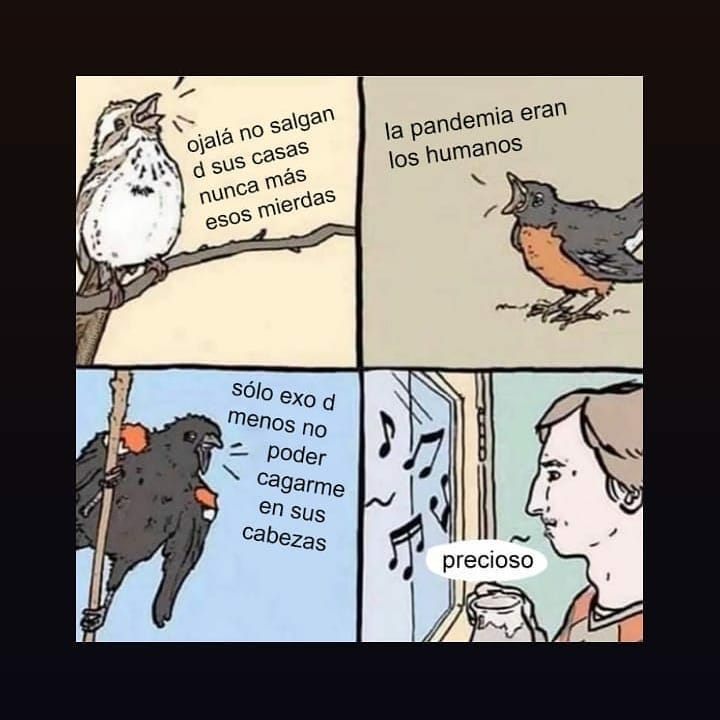 ojalá no salgan
d sus casas
nunca más
esos mierdas
la pandemia eran
los humanos
sólo exo d
menos no
poder
cagarme
en sus
cabezas
precioso